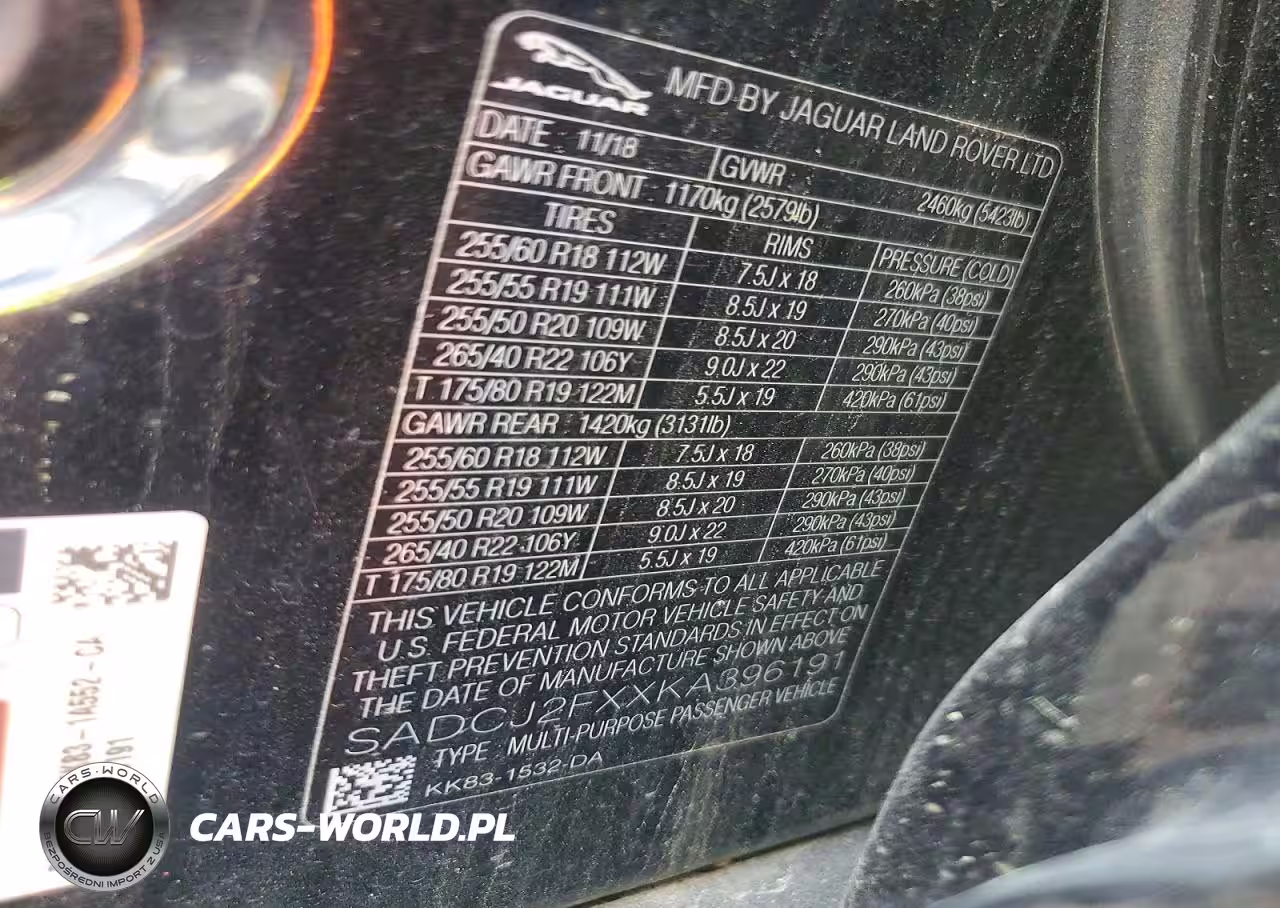 JAGUAR MFD BY JAGUAR LAND ROVER LTD
DATE : 11/18 GVWR 2460kg (5423lb)
GAWR FRONT : 1170kg (2579lb)
TIRES RIMS PRESSURE (COLD)
255/60 R18 112W 7.5J x 18 260kPa (38psi)
255/55 R19 111W 8.5J x 19 270kPa (40psi)
255/50 R20 109W 8.5J x 20 290kPa (43psi)
265/40 R22 106Y 9.0J x 22 290kPa (43psi)
T 175/80 R19 122M 5.5J x 19 420kPa (61psi)
GAWR REAR : 1420kg (3131lb)
255/60 R18 112W 7.5J x 18 260kPa (38psi)
255/55 R19 111W 8.5J x 19 270kPa (40psi)
255/50 R20 109W 8.5J x 20 290kPa (43psi)
265/40 R22 106Y 9.0J x 22 290kPa (43psi)
T 175/80 R19 122M 5.5J x 19 420kPa (61psi)
THIS VEHICLE CONFORMS TO ALL APPLICABLE
U.S. FEDERAL MOTOR VEHICLE SAFETY AND
THEFT PREVENTION STANDARDS IN EFFECT ON
THE DATE OF MANUFACTURE SHOWN ABOVE
SADCJ2FXXKA396191
TYPE : MULTI-PURPOSE PASSENGER VEHICLE
KK83-1532-DA
CARS-WORLD
CW
BEZPOŚREDNI IMPORT Z USA
CARS-WORLD.PL